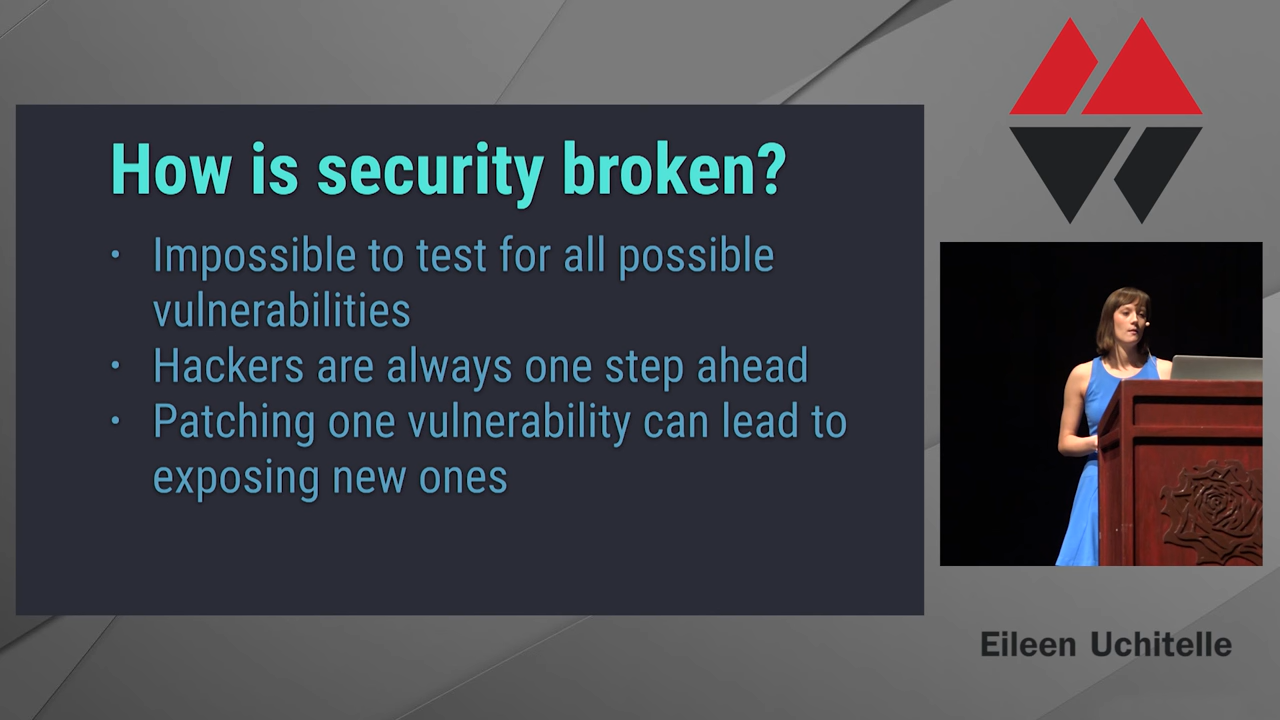 How is security broken?
• Impossible to test for all possible
vulnerabilities
• Hackers are always one step ahead
• Patching one vulnerability can lead to
exposing new ones
Eileen Uchitelle